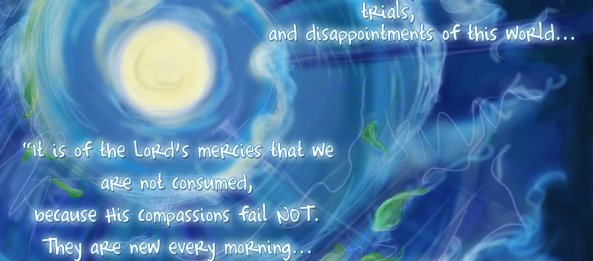 trials,
and disappointments of this world...
"It is of the Lord's mercies that we
are not consumed,
because His compassions fail NOT.
They are new every morning...